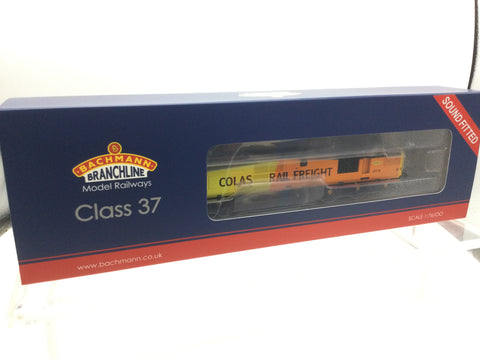 BACHMANN
BRANCHLINE
Model Railways
Class 37
www.bachmann.co.uk
COLAS RAIL FREIGHT
SOUND FITTED
SCALE 1:76/OO